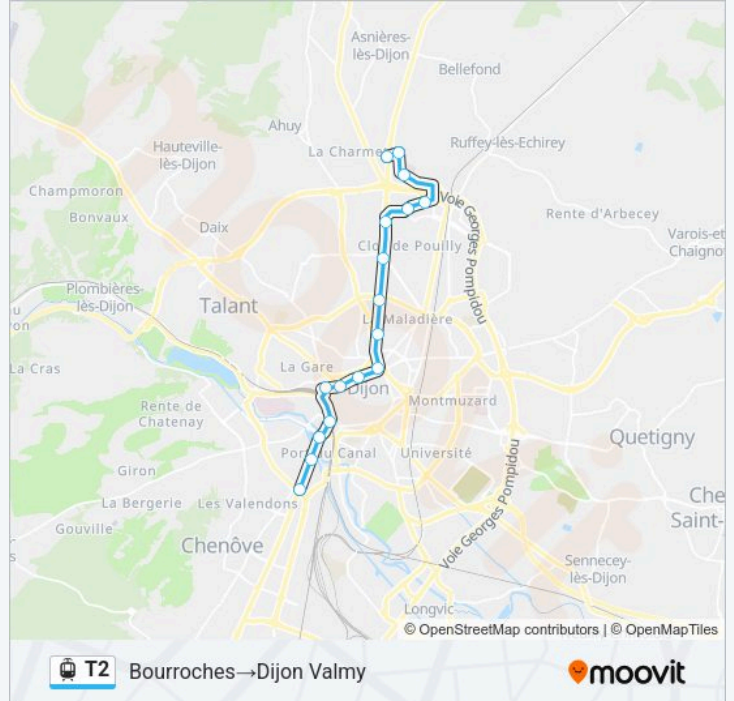 Asnières-
lès-Dijon
Bellefond
Ahuy
La Charme
Ruffey-lès-Echirey
Hauteville-
lès-Dijon
Champmoron
Bonvaux
Voie Georges Pompidou
Rente d'Arbecey
Daix
Varois-et
Chaigno
Clos de Pouilly
Plombières-
lès-Dijon
Talant
La Maladière
La Cras
La Gare
Dijon
Montmuzard
Rente de
Chatenay
Quetigny
Port du Canal
Université
Giron
La Bergerie
Les Valendons
Che
Saint-
Gouville
Chenôve
Voie Georges Pompidou
Sennecey-
lès-Dijon
Longvic
© OpenStreetMap contributors | © OpenMapTiles
T2
Bourroches→Dijon Valmy
moovit